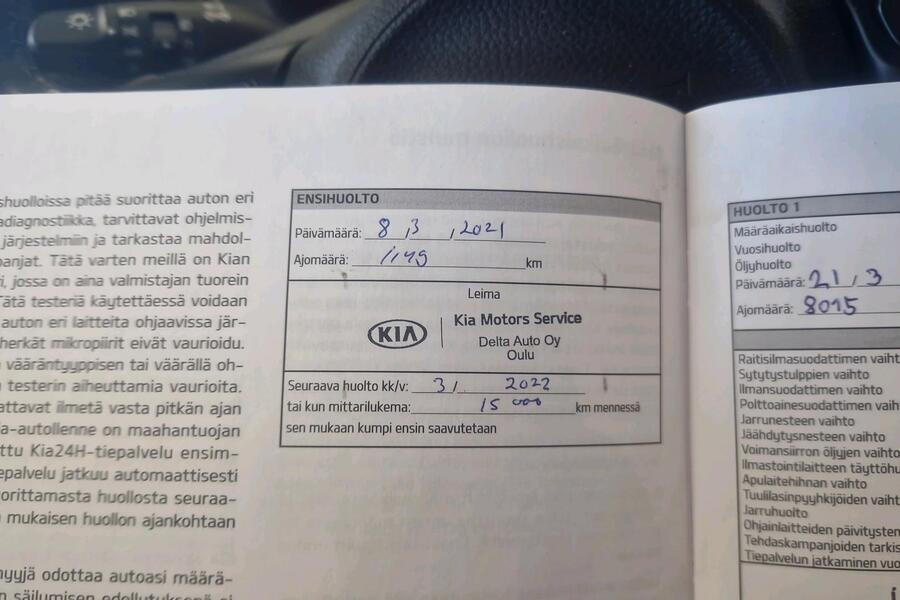 shuolloissa pitää suorittaa auton eri
adiagnostiikka, tarvittavat ohjelmis-
järjestelmiin ja tarkastaa mahdol-
panjat. Tätä varten meillä on Kian
i, jossa on aina valmistajan tuorein
Tätä testeriä käytettäessä voidaan
auton eri laitteita ohjaavissa jär-
herkät mikropiirit eivät vaurioidu.
vääräntyyppisen tai väärällä oh-
testerin aiheuttamia vaurioita.
attavat ilmetä vasta pitkän ajan
ia-autollenne on maahantuojan
ttu Kia24H-tiepalvelu ensim-
epalvelu jatkuu automaattisesti
orittamasta huollosta seuraa-
mukaisen huollon ajankohtaan
myyjä odottaa autoasi määrä-
n säilymisen edellytyksenä
ENSIHUOLTO
Päivämäärä: 8,3,2021
Ajomäärä: 1149 km
Leima
KIA
Kia Motors Service
Delta Auto Oy
Oulu
Seuraava huolto kk/v: 3/ 2022
tai kun mittarilukema: 15 000 km mennessä
sen mukaan kumpi ensin saavutetaan
HUOLTO 1
Määräaikaishuolto
Vuosihuolto
Öljyhuolto
Päivämäärä: 21,3
Ajomäärä: 8015
Raitisilmasuodattimen vaiht
Sytytystulppien vaihto
Ilmansuodattimen vaihto
Polttoainesuodattimen vaih
Jarrunesteen vaihto
Jäähdytysnesteen vaihto
Voimansiirron öljyjen vaihto
Ilmastointilaitteen täyttöhu
Apulaitehihnan vaihto
Tuulilasinpyyhkijöiden vaiht
Jarruhuolto
Ohjainlaitteiden päivitysten
Tehdaskampanjoiden tarkis
Tiepalvelun jatkaminen vuo